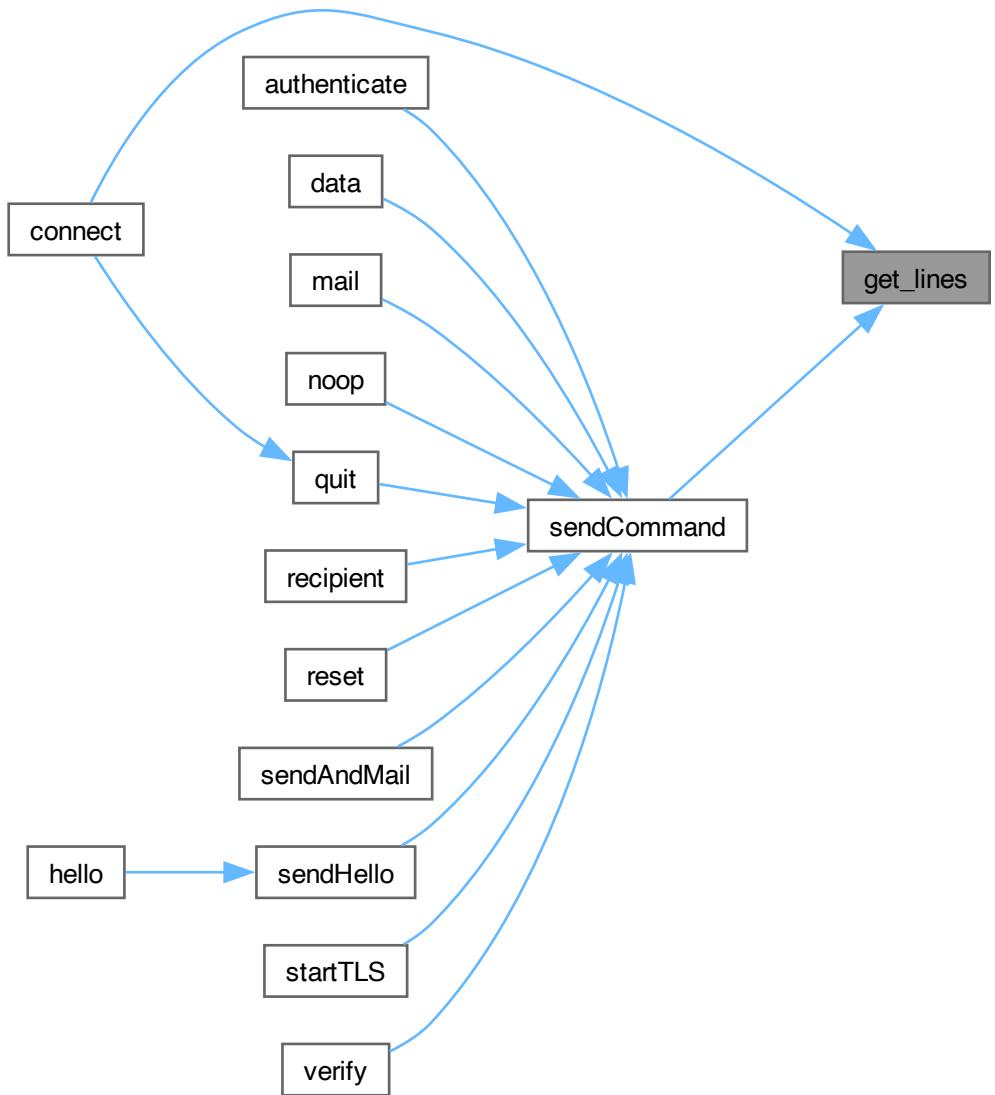 authenticate
data
connect
mail
get_lines
noop
quit
sendCommand
recipient
reset
sendAndMail
hello
sendHello
startTLS
verify